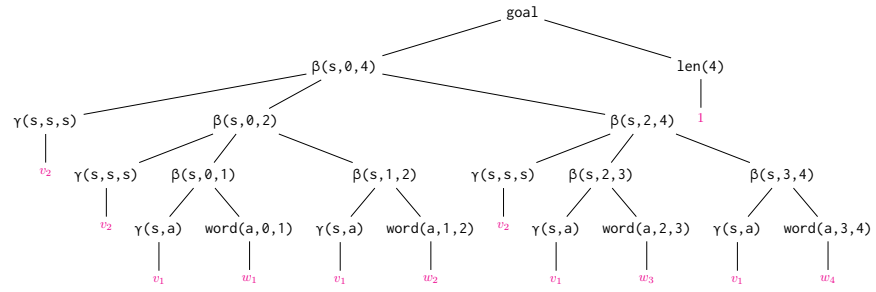 goal
β(s,0,4) len(4)
γ(s,s,s) β(s,0,2) β(s,2,4) 1
v₂ γ(s,s,s) β(s,0,1) β(s,1,2) γ(s,s,s) β(s,2,3) β(s,3,4)
v₂ γ(s,a) word(a,0,1) γ(s,a) word(a,1,2) v₂ γ(s,a) word(a,2,3) γ(s,a) word(a,3,4)
v₁ w₁ v₁ w₂ v₁ w₃ v₁ w₄